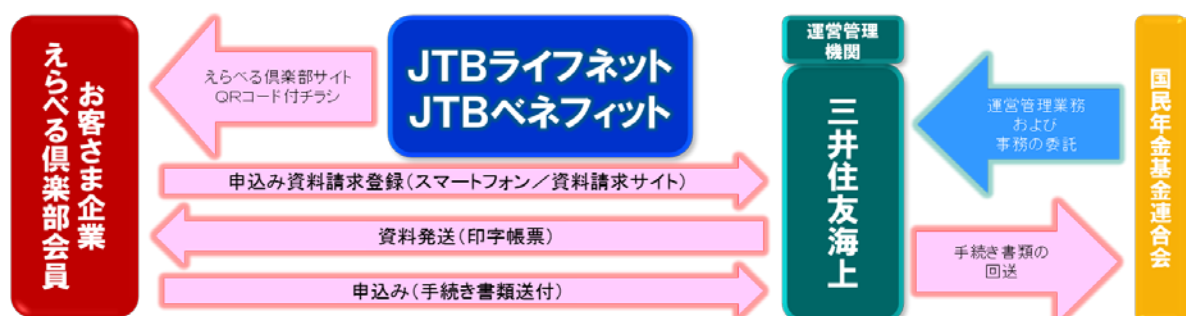 お客さま企業
えらべる倶楽部会員
えらべる倶楽部サイト
QRコード付チラシ
JTBライフネット
JTBベネフィット
申込み資料請求登録（スマートフォン／資料請求サイト）
資料発送（印字帳票）
申込み（手続き書類送付）
運営管理
機関
三井住友海上
運営管理業務
および
事務の委託
手続き書類の
回送
国民年金基金連合会